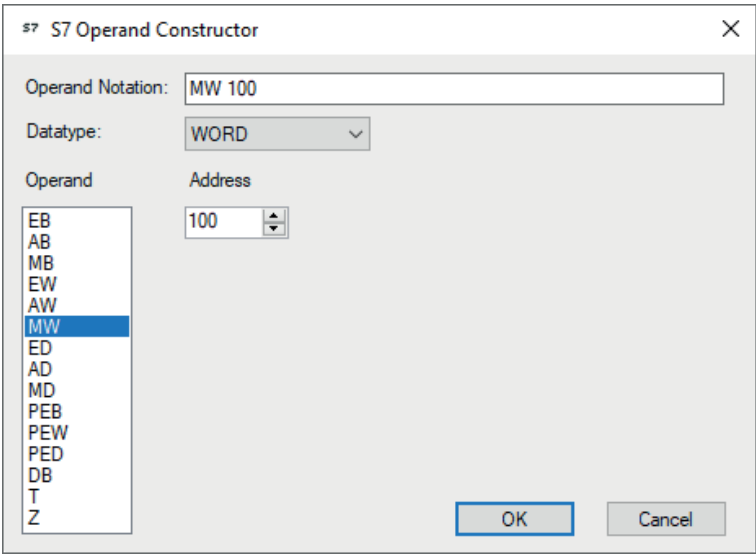 S7 S7 Operand Constructor
Operand Notation: MW 100
Datatype: WORD
Operand Address
100
EB
AB
MB
EW
AW
MW
ED
AD
MD
PEB
PEW
PED
DB
T
Z
OK Cancel